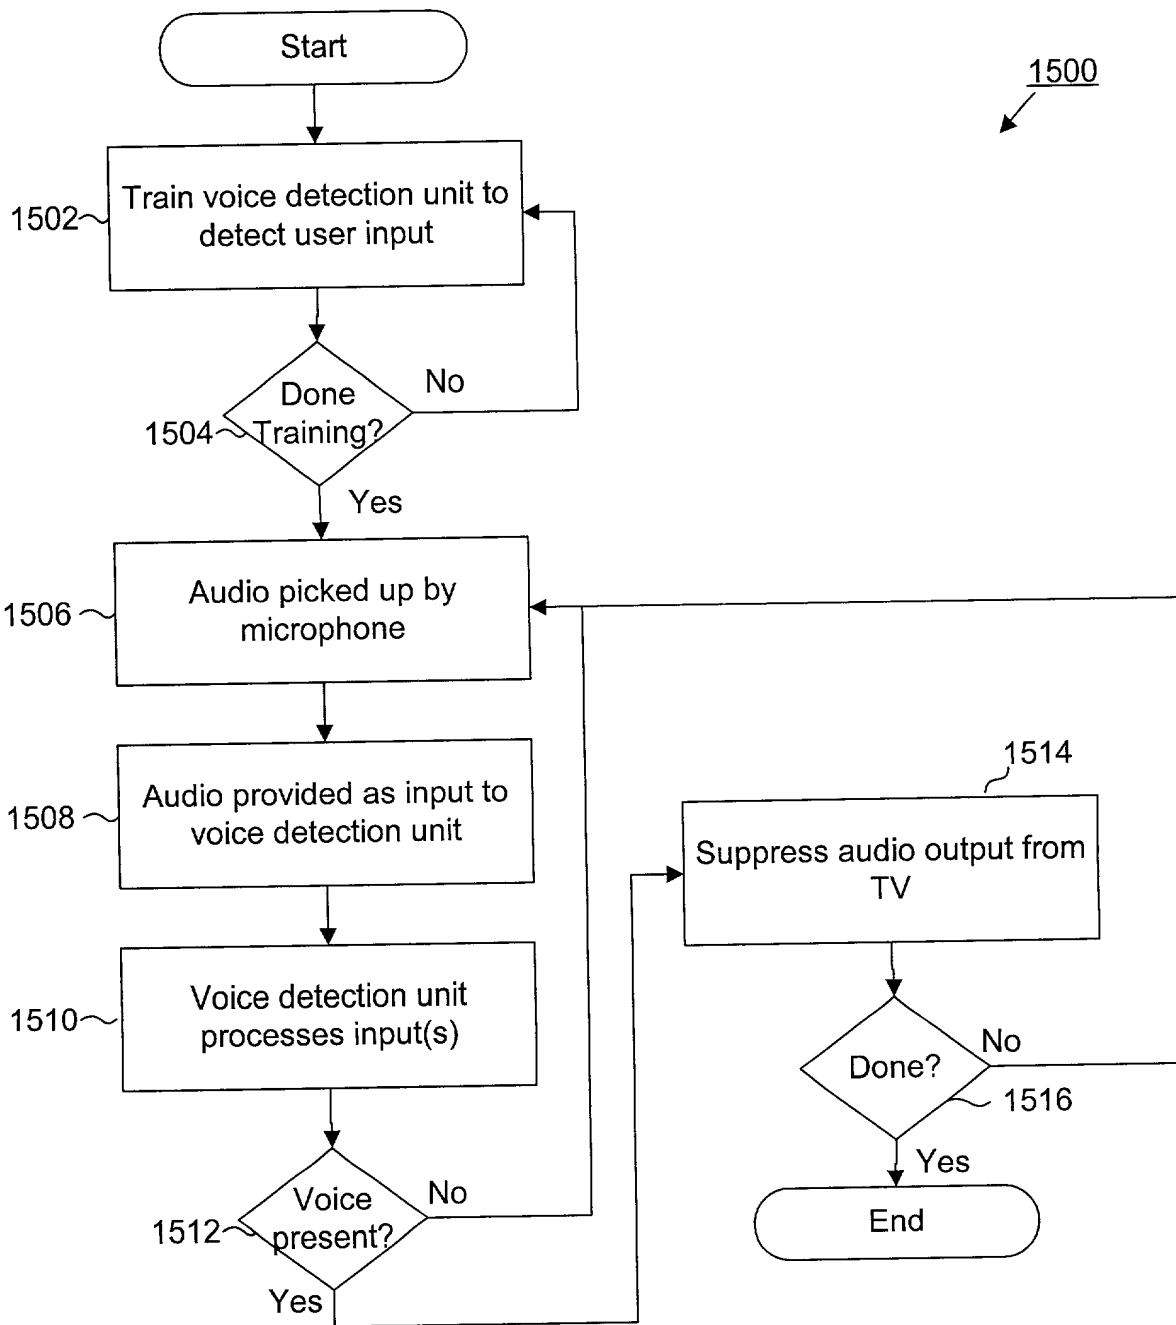 Start
1500
Train voice detection unit to
detect user input
1502
Done
Training?
1504
No
Yes
Audio picked up by
microphone
1506
Audio provided as input to
voice detection unit
1508
Voice detection unit
processes input(s)
1510
Voice
present?
1512
No
Yes
1514
Suppress audio output from
TV
Done?
No
1516
Yes
End